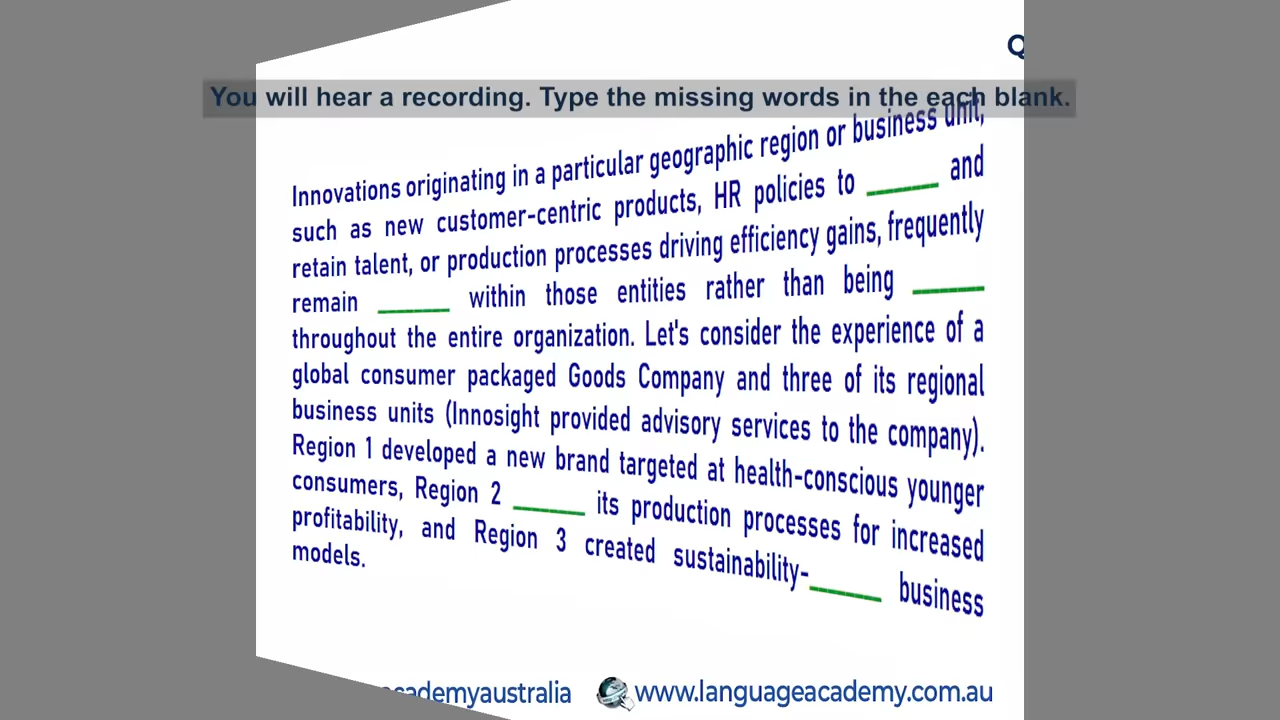 Q
You will hear a recording. Type the missing words in the each blank.
Innovations originating in a particular geographic region or business unit,
such as new customer-centric products, HR policies to ______ and
retain talent, or production processes driving efficiency gains, frequently
remain ______ within those entities rather than being ______
throughout the entire organization. Let's consider the experience of a
global consumer packaged Goods Company and three of its regional
business units (Innosight provided advisory services to the company).
Region 1 developed a new brand targeted at health-conscious younger
consumers, Region 2 ______ its production processes for increased
profitability, and Region 3 created sustainability-______ business
models.
academyaustralia www.languageacademy.com.au